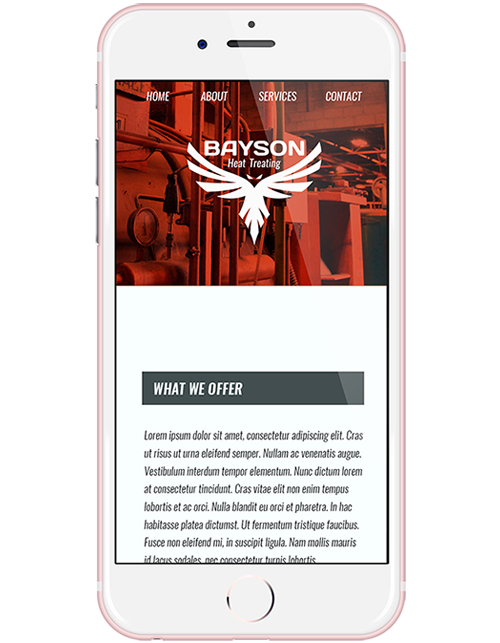 HOME ABOUT SERVICES CONTACT
BAYSON
Heat Treating
WHAT WE OFFER
Lorem ipsum dolor sit amet, consectetur adipiscing elit. Cras
ut risus ut urna eleifend semper. Nullam ac venenatis augue.
Vestibulum interdum tempor elementum. Nunc dictum lorem
at consectetur tincidunt. Cras vitae elit non enim tempus
lobortis et ac orci. Nulla blandit eu orci et pharetra. In hac
habitasse platea dictumst. Ut fermentum tristique faucibus.
Fusce non eleifend mi, in suscipit ligula. Nam mollis mauris
id lacus sodales, nec consectetur turpis lobortis.